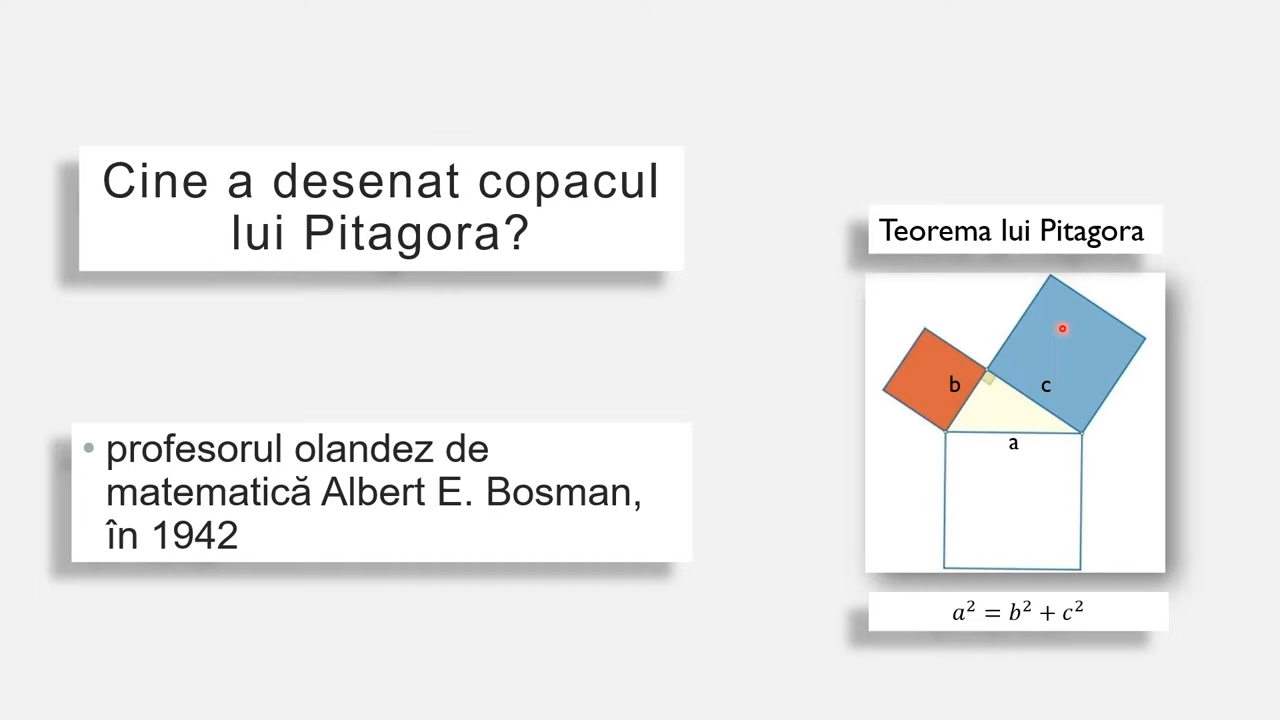 Cine a desenat copacul
lui Pitagora?
• profesorul olandez de
matematică Albert E. Bosman,
în 1942
Teorema lui Pitagora
b
c
a
a² = b² + c²